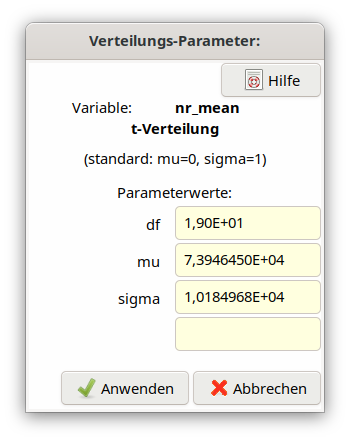 Verteilungs-Parameter:
Hilfe
Variable: nr_mean
t-Verteilung
(standard: mu=0, sigma=1)
Parameterwerte:
df 1,90E+01
mu 7,3946450E+04
sigma 1,0184968E+04
Anwenden Abbrechen